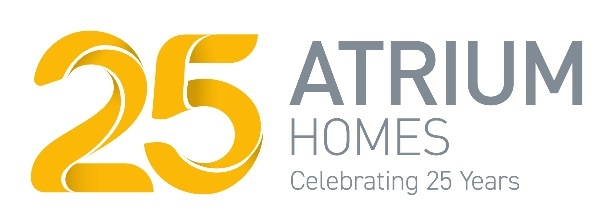 25
ATRIUM
HOMES
Celebrating 25 Years